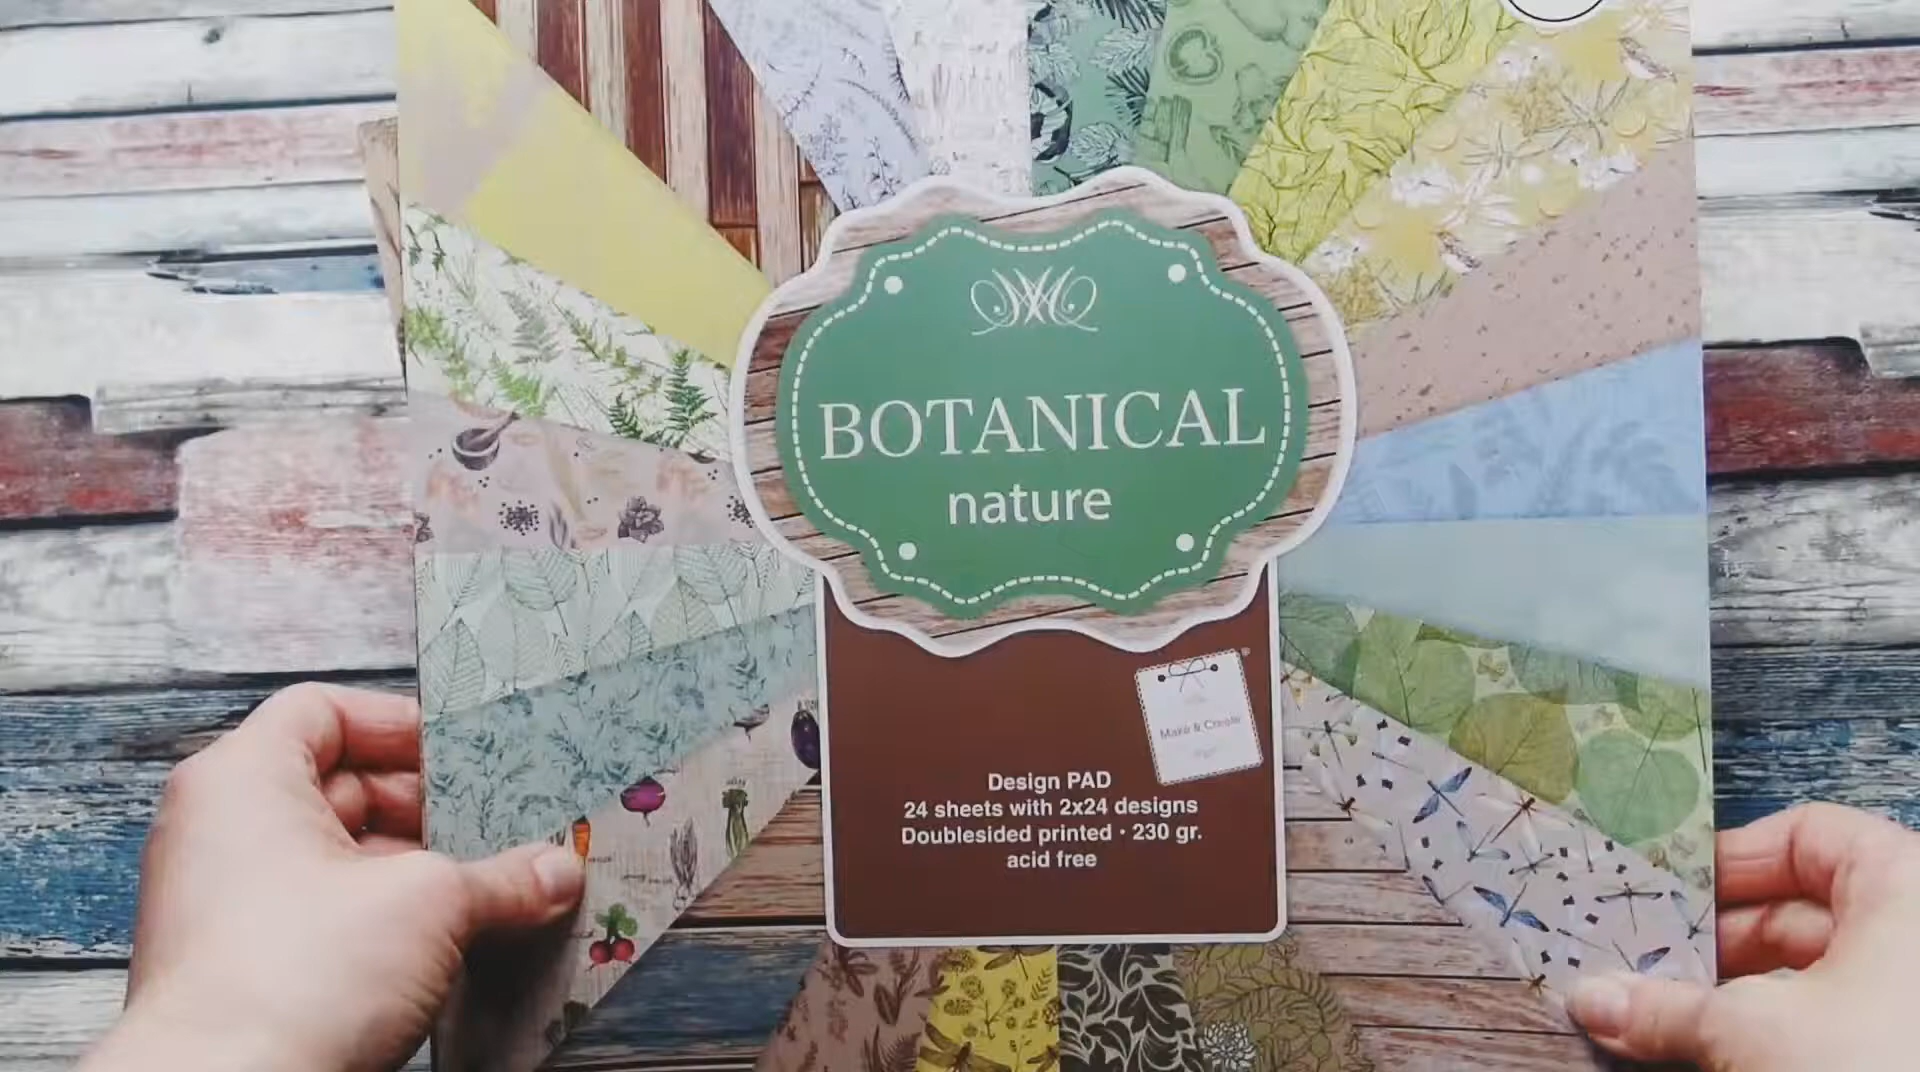 BOTANICAL
nature
Make & Create
Design PAD
24 sheets with 2x24 designs
Doublesided printed · 230 gr.
acid free